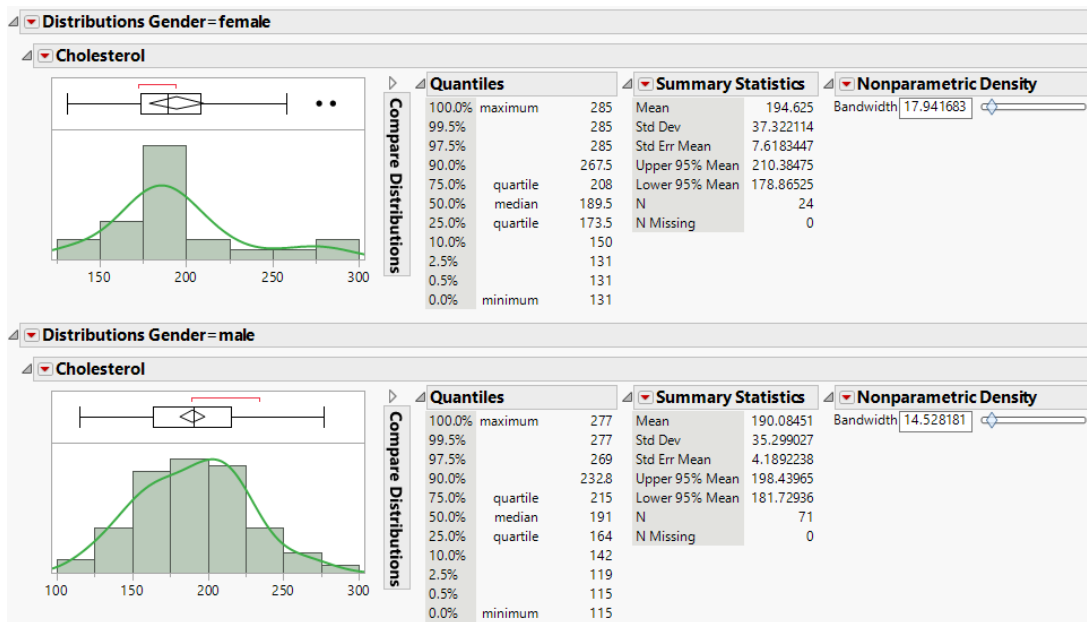 Distributions Gender=female
Cholesterol
150 200 250 300
Compare Distributions
Quantiles
100.0% maximum 285
99.5% 285
97.5% 285
90.0% 267.5
75.0% quartile 208
50.0% median 189.5
25.0% quartile 173.5
10.0% 150
2.5% 131
0.5% 131
0.0% minimum 131
Summary Statistics
Mean 194.625
Std Dev 37.322114
Std Err Mean 7.6183447
Upper 95% Mean 210.38475
Lower 95% Mean 178.86525
N 24
N Missing 0
Nonparametric Density
Bandwidth 17.941683
Distributions Gender=male
Cholesterol
100 150 200 250 300
Compare Distributions
Quantiles
100.0% maximum 277
99.5% 277
97.5% 269
90.0% 232.8
75.0% quartile 215
50.0% median 191
25.0% quartile 164
10.0% 142
2.5% 119
0.5% 115
0.0% minimum 115
Summary Statistics
Mean 190.08451
Std Dev 35.299027
Std Err Mean 4.1892238
Upper 95% Mean 198.43965
Lower 95% Mean 181.72936
N 71
N Missing 0
Nonparametric Density
Bandwidth 14.528181